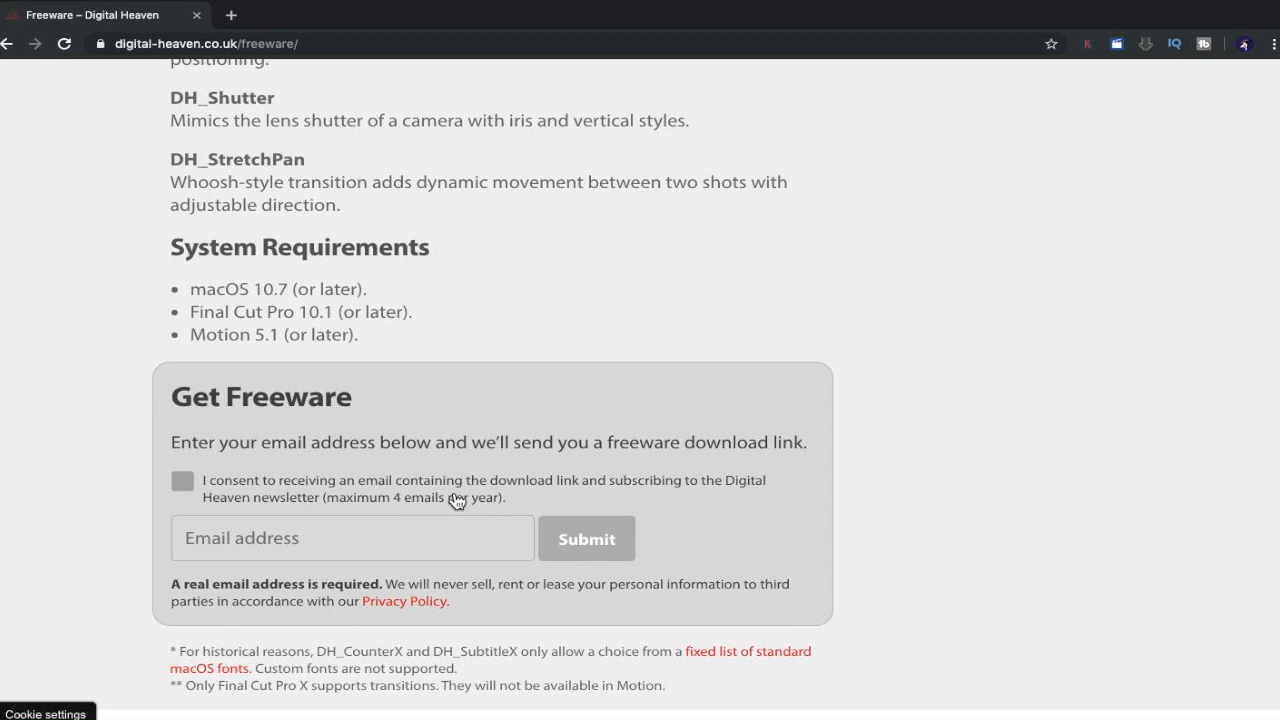 Freeware – Digital Heaven
digital-heaven.co.uk/freeware/
K
IQ
positioning.
DH_Shutter
Mimics the lens shutter of a camera with iris and vertical styles.
DH_StretchPan
Whoosh-style transition adds dynamic movement between two shots with
adjustable direction.
System Requirements
• macOS 10.7 (or later).
• Final Cut Pro 10.1 (or later).
• Motion 5.1 (or later).
Get Freeware
Enter your email address below and we'll send you a freeware download link.
I consent to receiving an email containing the download link and subscribing to the Digital
Heaven newsletter (maximum 4 emails per year).
Email address
Submit
A real email address is required. We will never sell, rent or lease your personal information to third
parties in accordance with our Privacy Policy.
* For historical reasons, DH_CounterX and DH_SubtitleX only allow a choice from a fixed list of standard
macOS fonts. Custom fonts are not supported.
** Only Final Cut Pro X supports transitions. They will not be available in Motion.
Cookie settings